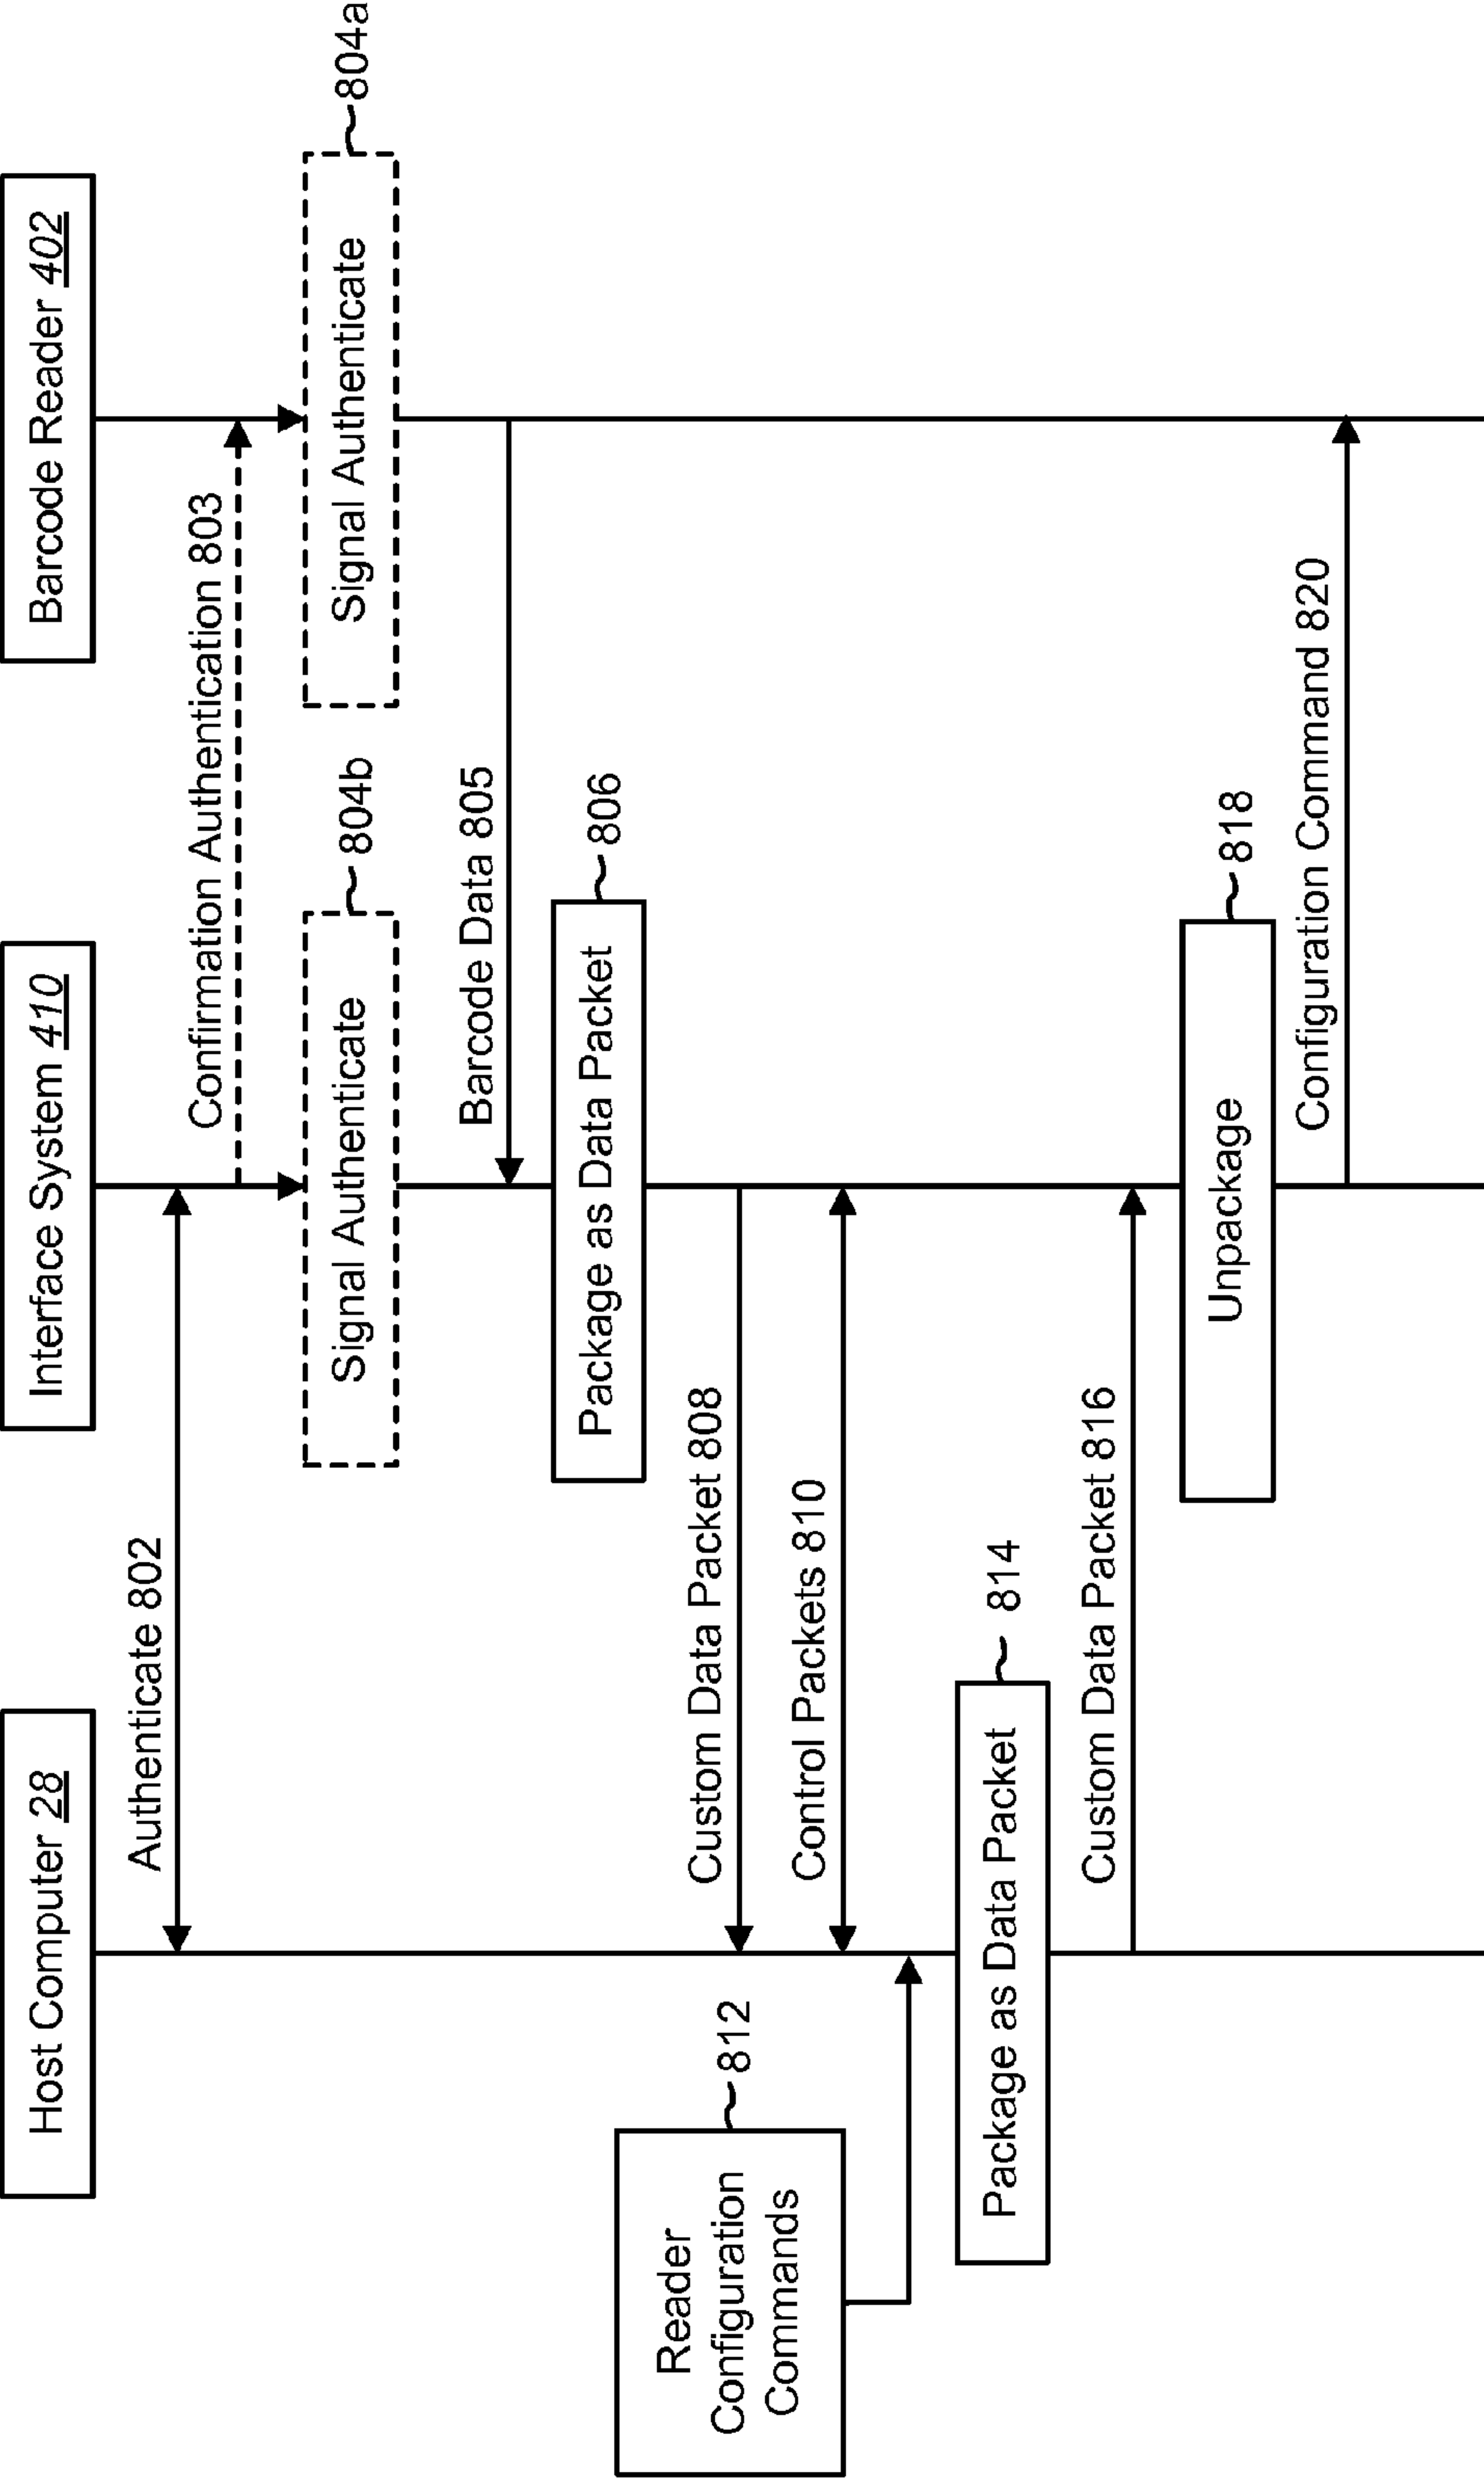 Host Computer 28
Interface System 410
Barcode Reader 402
Authenticate 802
Confirmation Authentication 803
Signal Authenticate
804b
Signal Authenticate
804a
Barcode Data 805
Package as Data Packet
806
Custom Data Packet 808
Control Packets 810
Reader
Configuration
Commands
812
Package as Data Packet
814
Custom Data Packet 816
Unpackage
818
Configuration Command 820